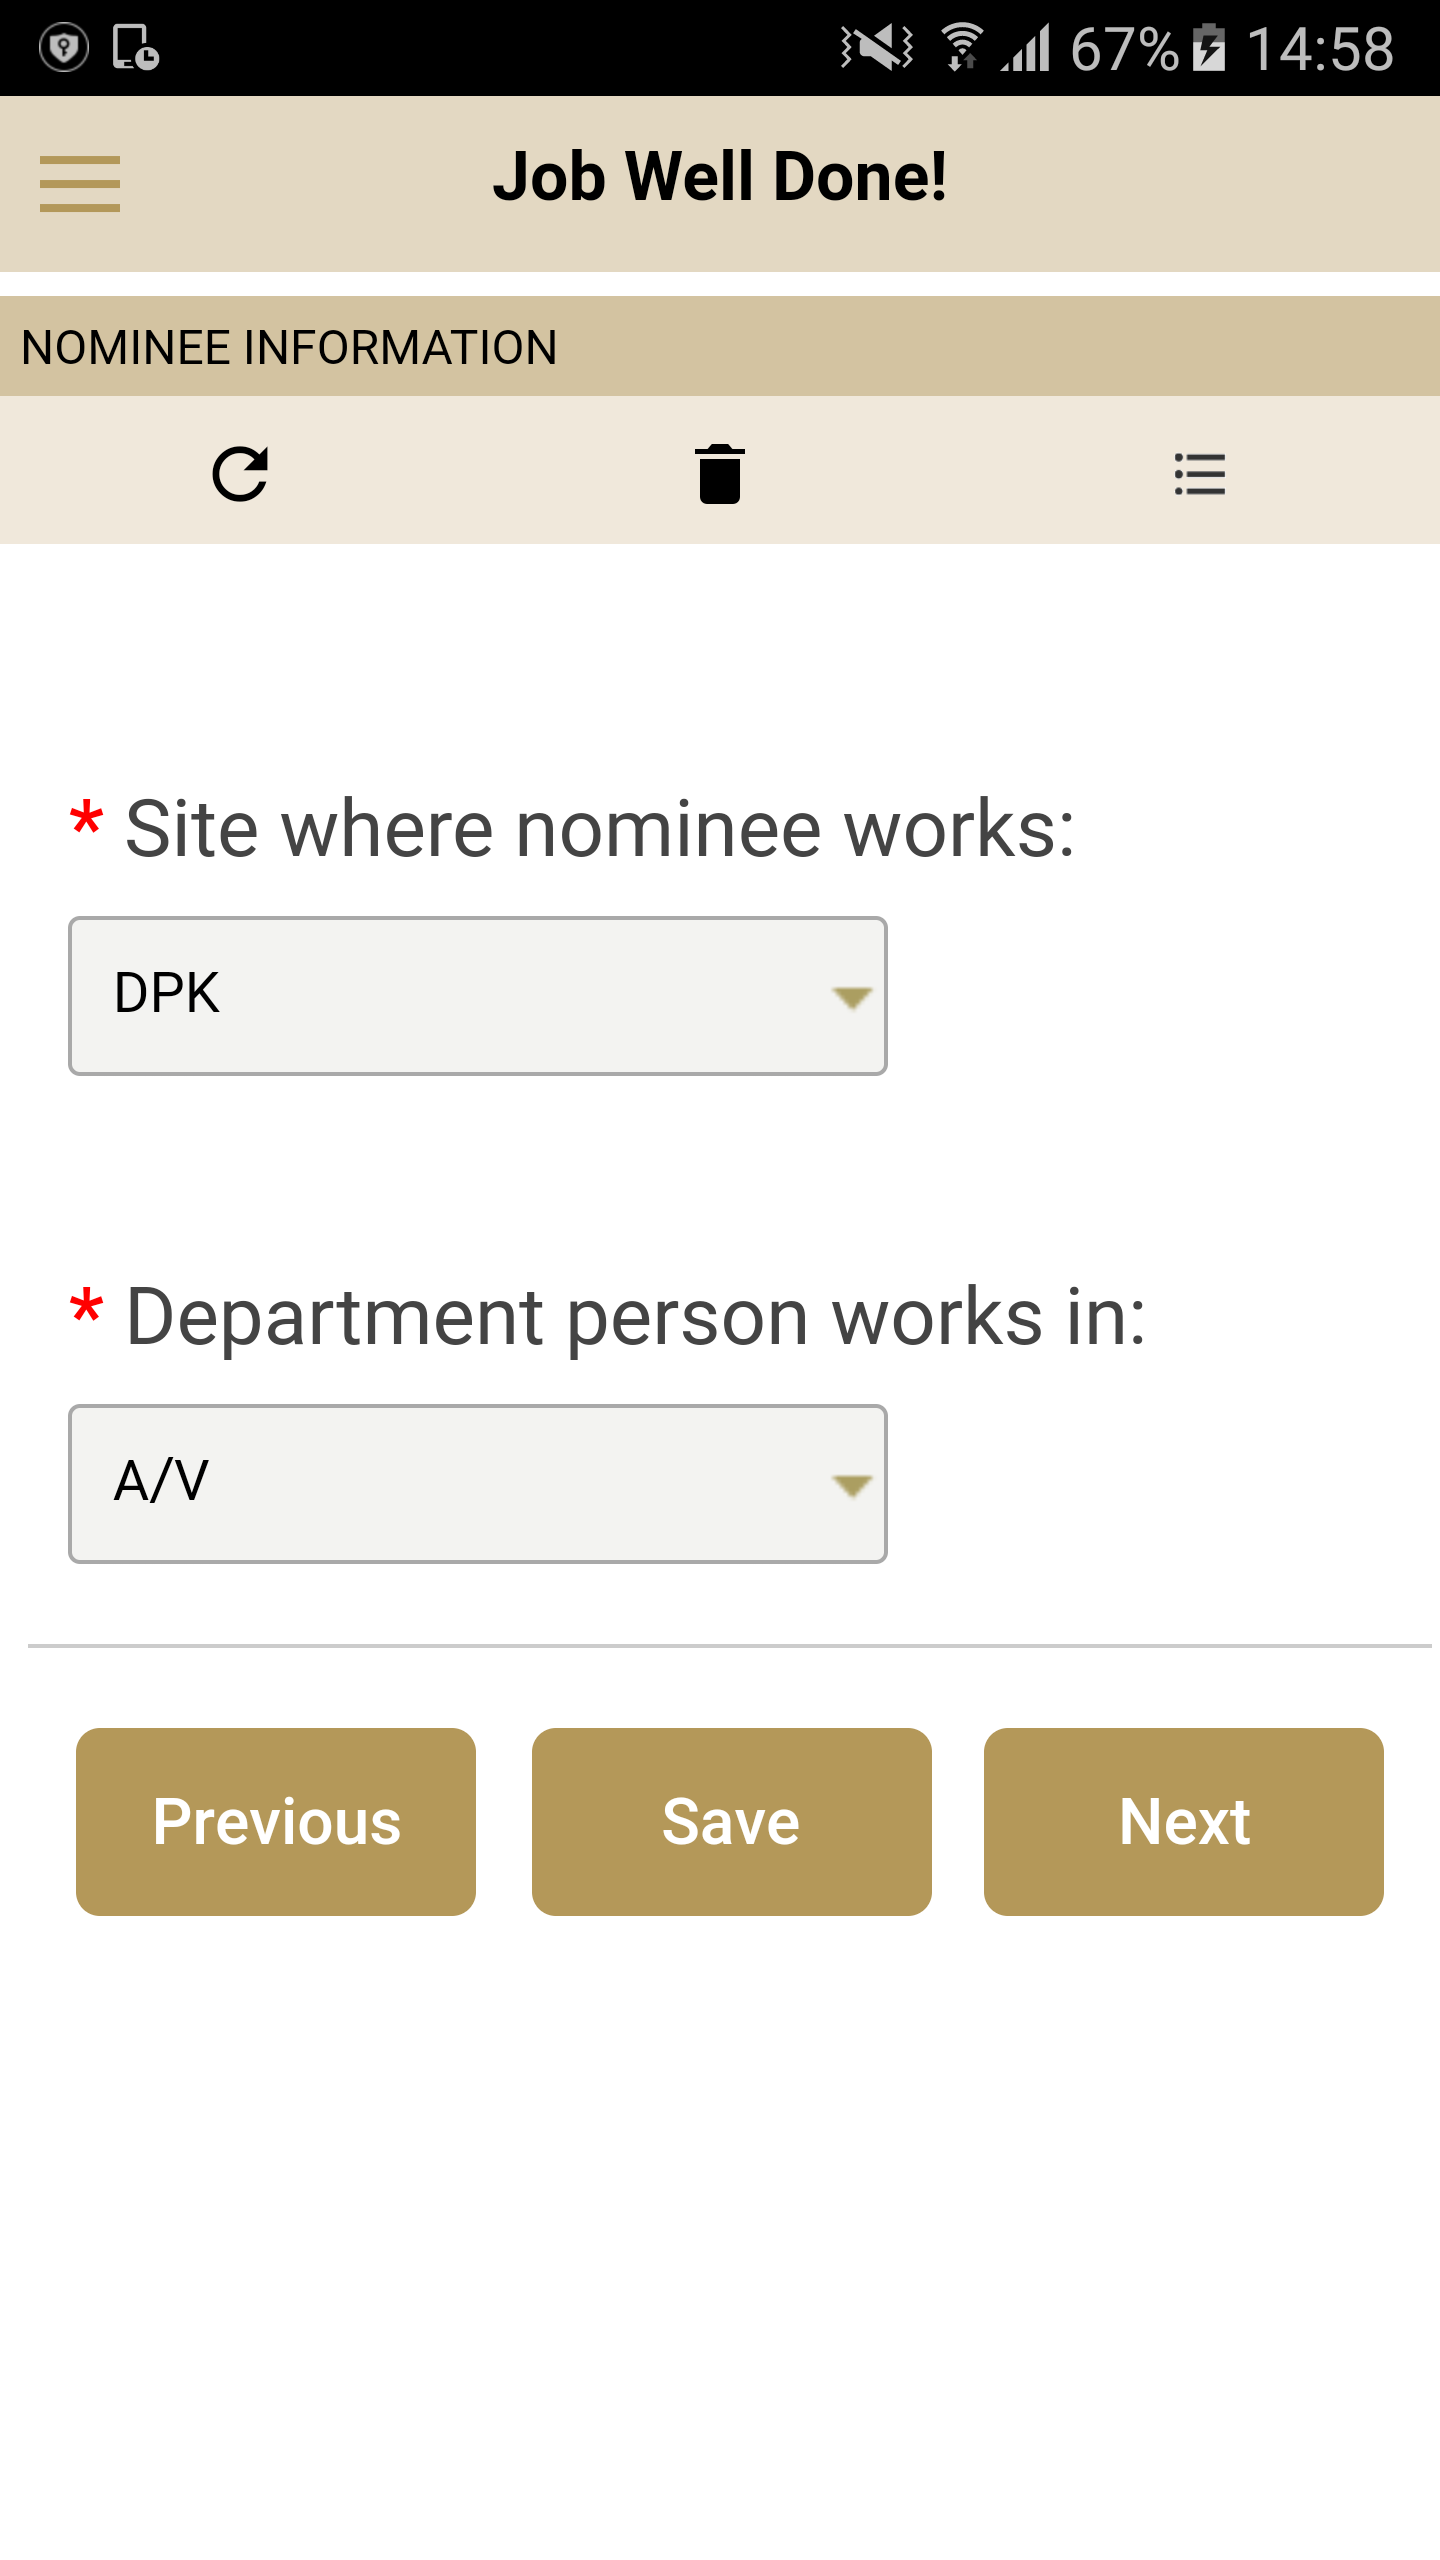 67% 14:58
Job Well Done!
NOMINEE INFORMATION
* Site where nominee works:
DPK
* Department person works in:
A/V
Previous Save Next